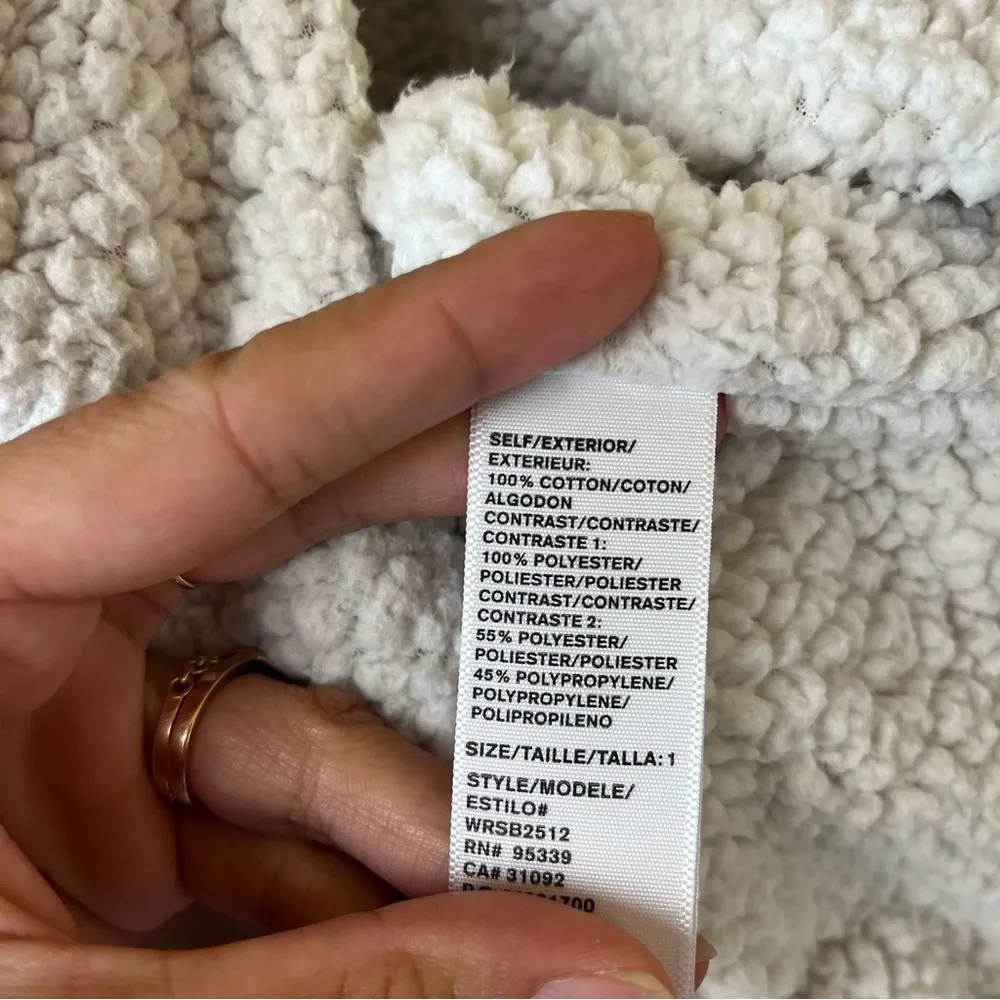 SELF/EXTERIOR/
EXTERIEUR:
100% COTTON/COTON/
ALGODON
CONTRAST/CONTRASTE/
CONTRASTE 1:
100% POLYESTER/
POLIESTER/POLIESTER
CONTRAST/CONTRASTE/
CONTRASTE 2:
55% POLYESTER/
POLIESTER/POLIESTER
45% POLYPROPYLENE/
POLYPROPYLENE/
POLIPROPILENO
SIZE/TAILLE/TALLA: 1
STYLE/MODELE/
ESTILO#
WRSB2512
RN# 95339
CA# 31092